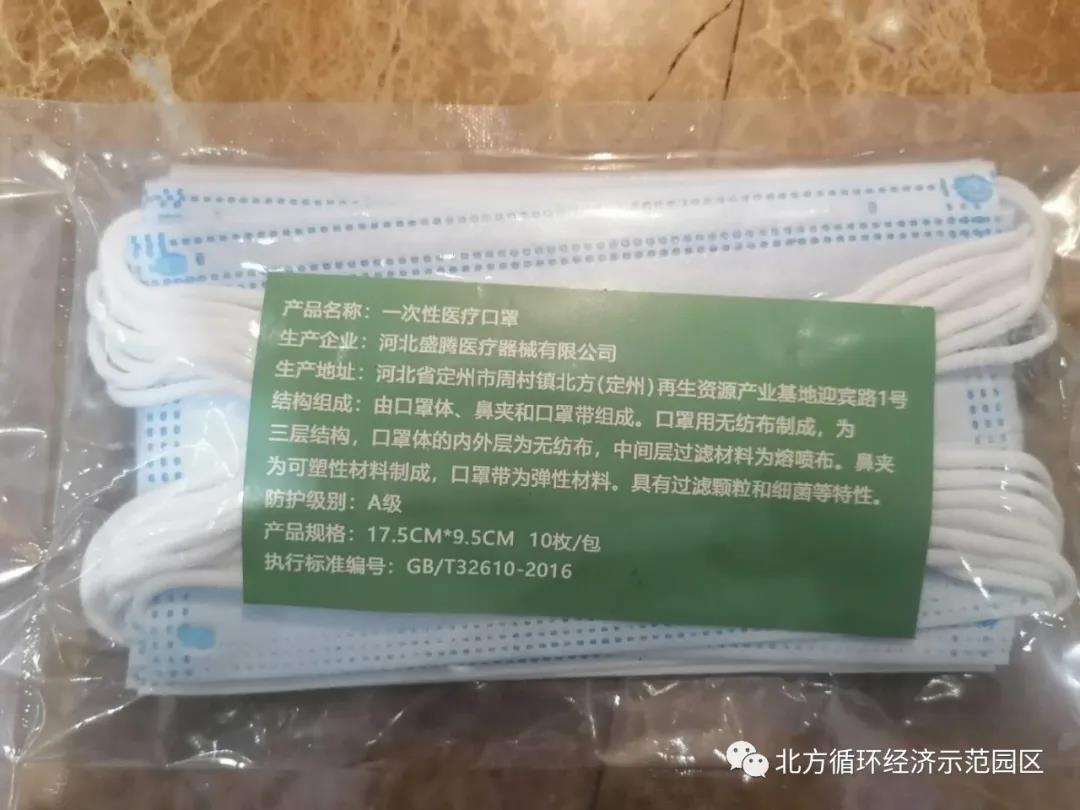 产品名称：一次性医疗口罩
生产企业：河北盛腾医疗器械有限公司
生产地址：河北省定州市周村镇北方(定州)再生资源产业基地迎宾路1号
结构组成：由口罩体、鼻夹和口罩带组成。口罩用无纺布制成，为
三层结构，口罩体的内外层为无纺布，中间层过滤材料为熔喷布。鼻夹
为可塑性材料制成，口罩带为弹性材料。具有过滤颗粒和细菌等特性。
防护级别：A级
产品规格：17.5CM*9.5CM 10枚/包
执行标准编号：GB/T32610-2016
北方循环经济示范园区